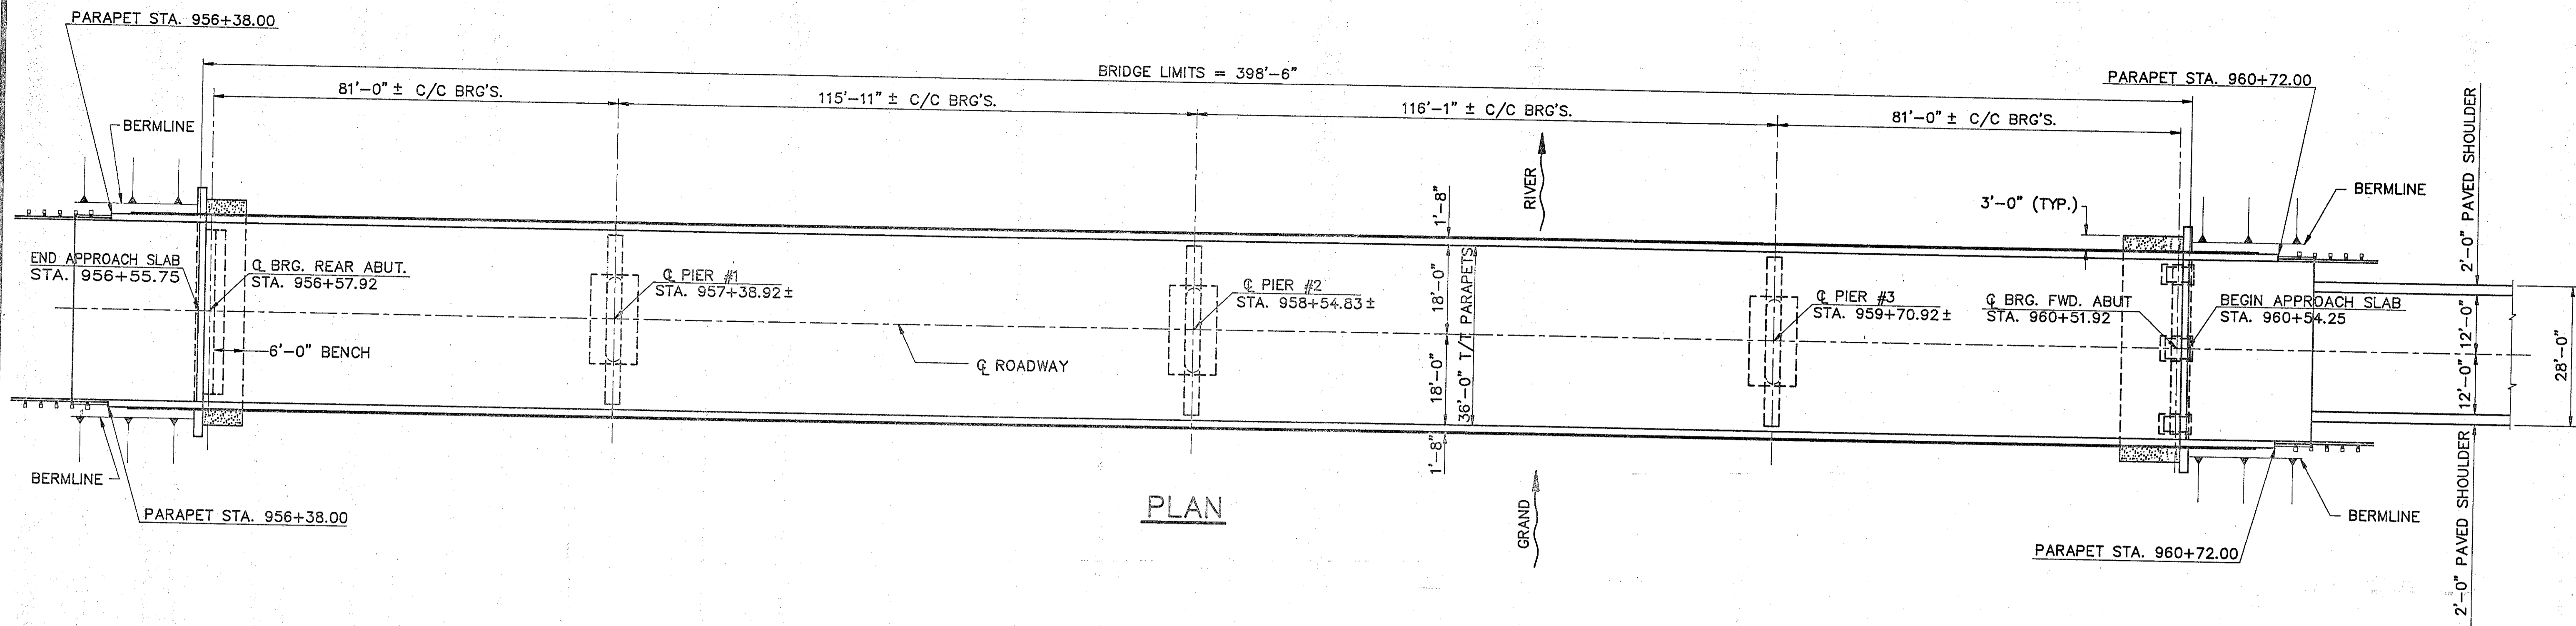 PARAPET STA. 956+38.00
BRIDGE LIMITS = 398'-6"
PARAPET STA. 960+72.00
81'-0" ± C/C BRG'S.
115'-11" ± C/C BRG'S.
116'-1" ± C/C BRG'S.
81'-0" ± C/C BRG'S.
BERMLINE
BERMLINE
2'-0" PAVED SHOULDER
RIVER
1'-8"
3'-0" (TYP.)
END APPROACH SLAB
STA. 956+55.75
℄ BRG. REAR ABUT.
STA. 956+57.92
℄ PIER #1
STA. 957+38.92 ±
℄ PIER #2
STA. 958+54.83 ±
18'-0"
36'-0" T/T PARAPETS
18'-0"
1'-8"
℄ PIER #3
STA. 959+70.92 ±
℄ BRG. FWD. ABUT
STA. 960+51.92
BEGIN APPROACH SLAB
STA. 960+54.25
12'-0"
12'-0"
28'-0"
6'-0" BENCH
℄ ROADWAY
BERMLINE
PARAPET STA. 956+38.00
PLAN
GRAND
BERMLINE
PARAPET STA. 960+72.00
2'-0" PAVED SHOULDER